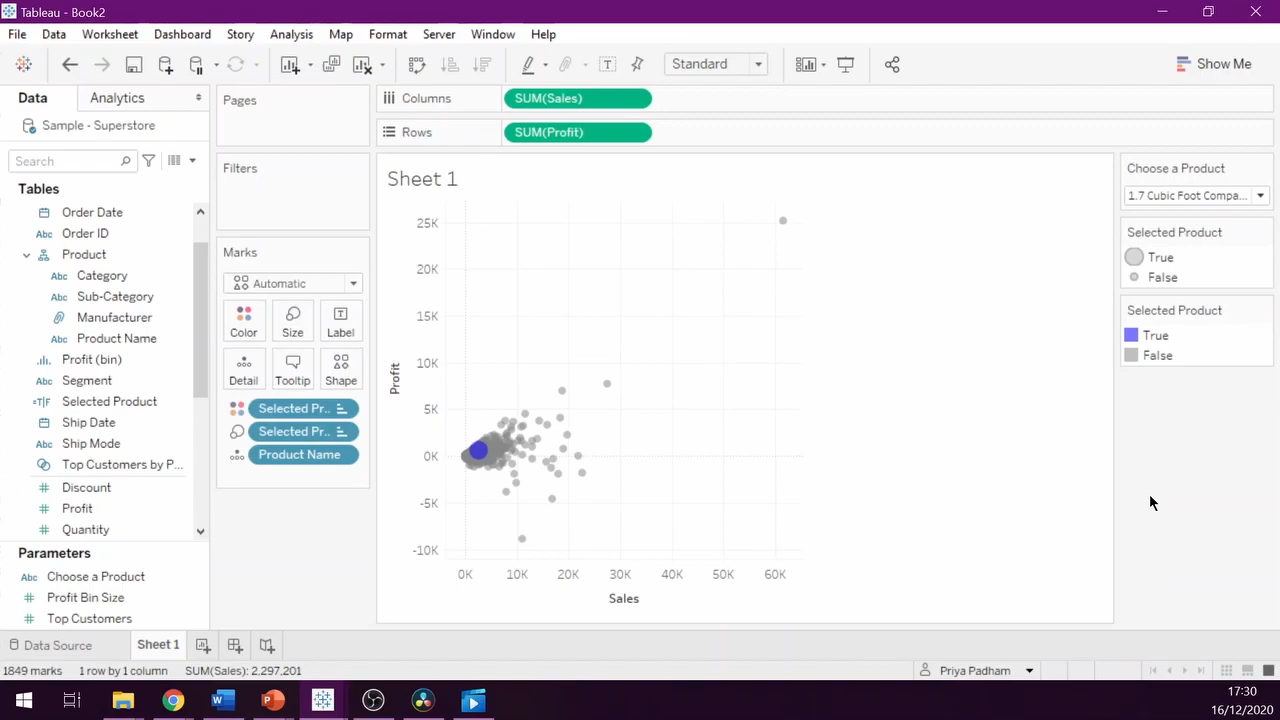 Tableau - Book2
File Data Worksheet Dashboard Story Analysis Map Format Server Window Help
Standard
Show Me
Data Analytics
Sample - Superstore
Search
Tables
Order Date
Order ID
Product
Category
Sub-Category
Manufacturer
Product Name
Profit (bin)
Segment
Selected Product
Ship Date
Ship Mode
Top Customers by P...
Discount
Profit
Quantity
Parameters
Choose a Product
Profit Bin Size
Top Customers
Pages
Filters
Marks
Automatic
Color Size Label
Detail Tooltip Shape
Selected Pr..
Selected Pr..
Product Name
Columns SUM(Sales)
Rows SUM(Profit)
Sheet 1
25K
20K
15K
10K
5K
0K
-5K
-10K
Profit
0K 10K 20K 30K 40K 50K 60K
Sales
Choose a Product
1.7 Cubic Foot Compa...
Selected Product
True
False
Selected Product
True
False
Data Source Sheet 1
1849 marks 1 row by 1 column SUM(Sales): 2,297,201
Priya Padham
17:30
16/12/2020